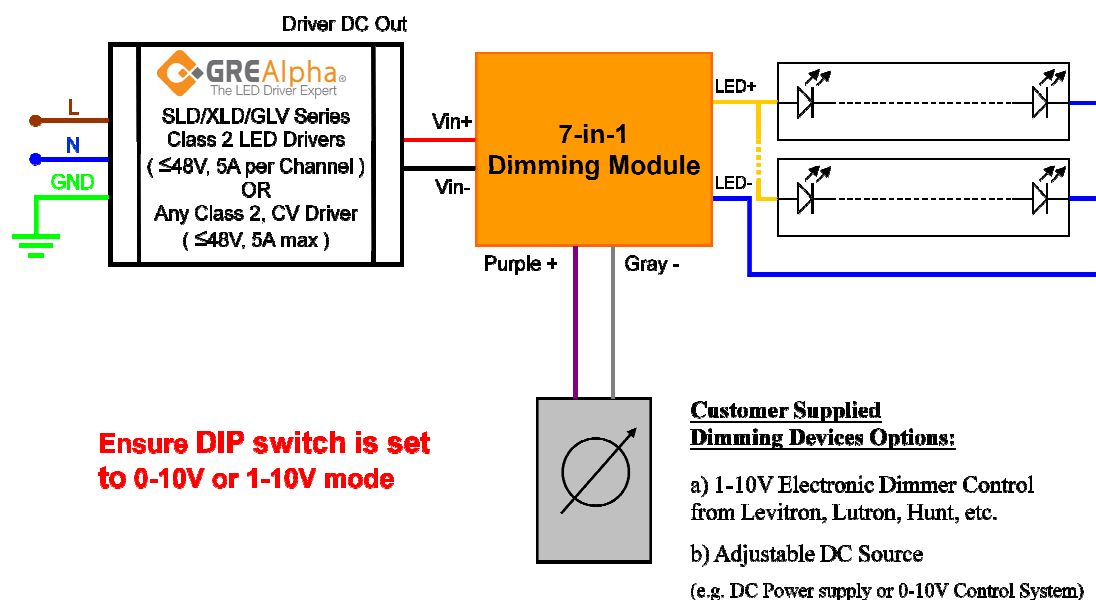 Driver DC Out
GREAlpha®
The LED Driver Expert
SLD/XLD/GLV Series
Class 2 LED Drivers
( ≤48V, 5A per Channel )
OR
Any Class 2, CV Driver
( ≤48V, 5A max )
L
N
GND
Vin+
Vin-
7-in-1
Dimming Module
LED+
LED-
Purple +
Gray -
Ensure DIP switch is set
to 0-10V or 1-10V mode
Customer Supplied
Dimming Devices Options:
a) 1-10V Electronic Dimmer Control
from Levitron, Lutron, Hunt, etc.
b) Adjustable DC Source
(e.g. DC Power supply or 0-10V Control System)